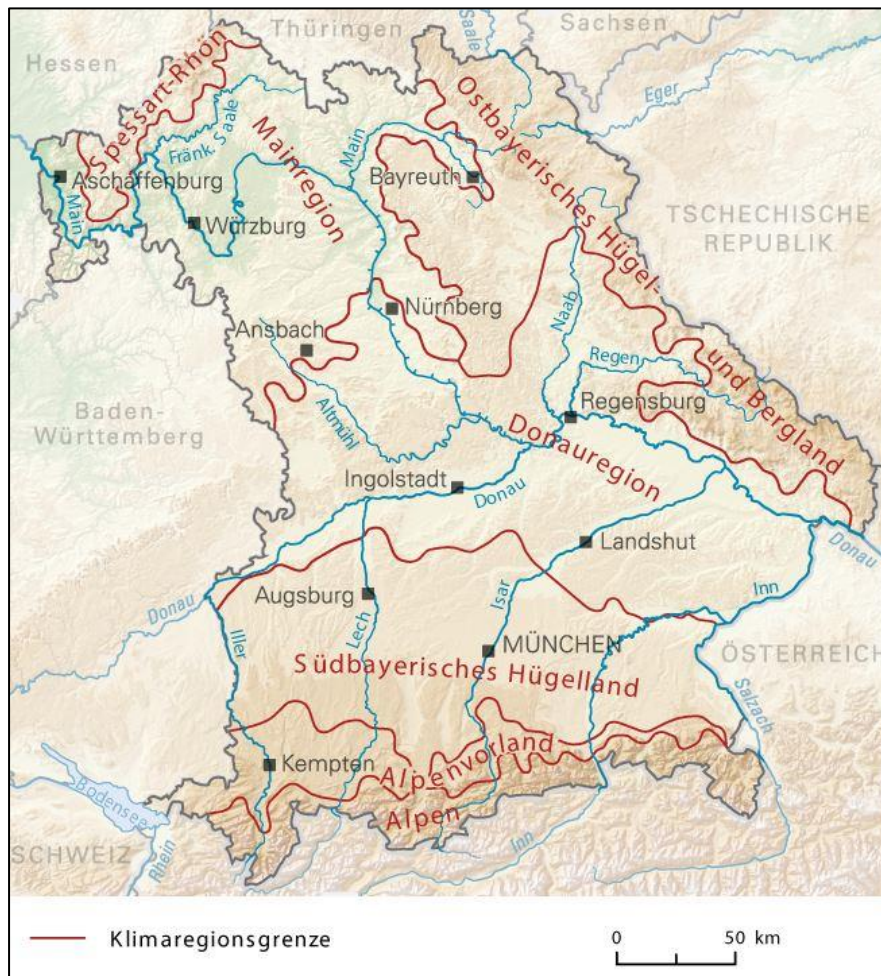 Thüringen
Sachsen
Hessen
Saale
Eger
Spessart-Rhön
Ostbayerisches Hügel-
und Bergland
Fränk. Saale
Mainregion
Main
Bayreuth
Aschaffenburg
Main
Würzburg
TSCHECHISCHE
REPUBLIK
Naab
Nürnberg
Ansbach
Regen
Baden-
Württemberg
Altmühl
Regensburg
Donauregion
Ingolstadt
Donau
Landshut
Donau
Donau
Augsburg
Isar
Inn
Iller
Lech
MÜNCHEN
ÖSTERREICH
Südbayerisches Hügelland
Salzach
Kempten
Alpenvorland
Alpen
Bodensee
Inn
SCHWEIZ
Rhein
Klimaregionsgrenze
0 50 km